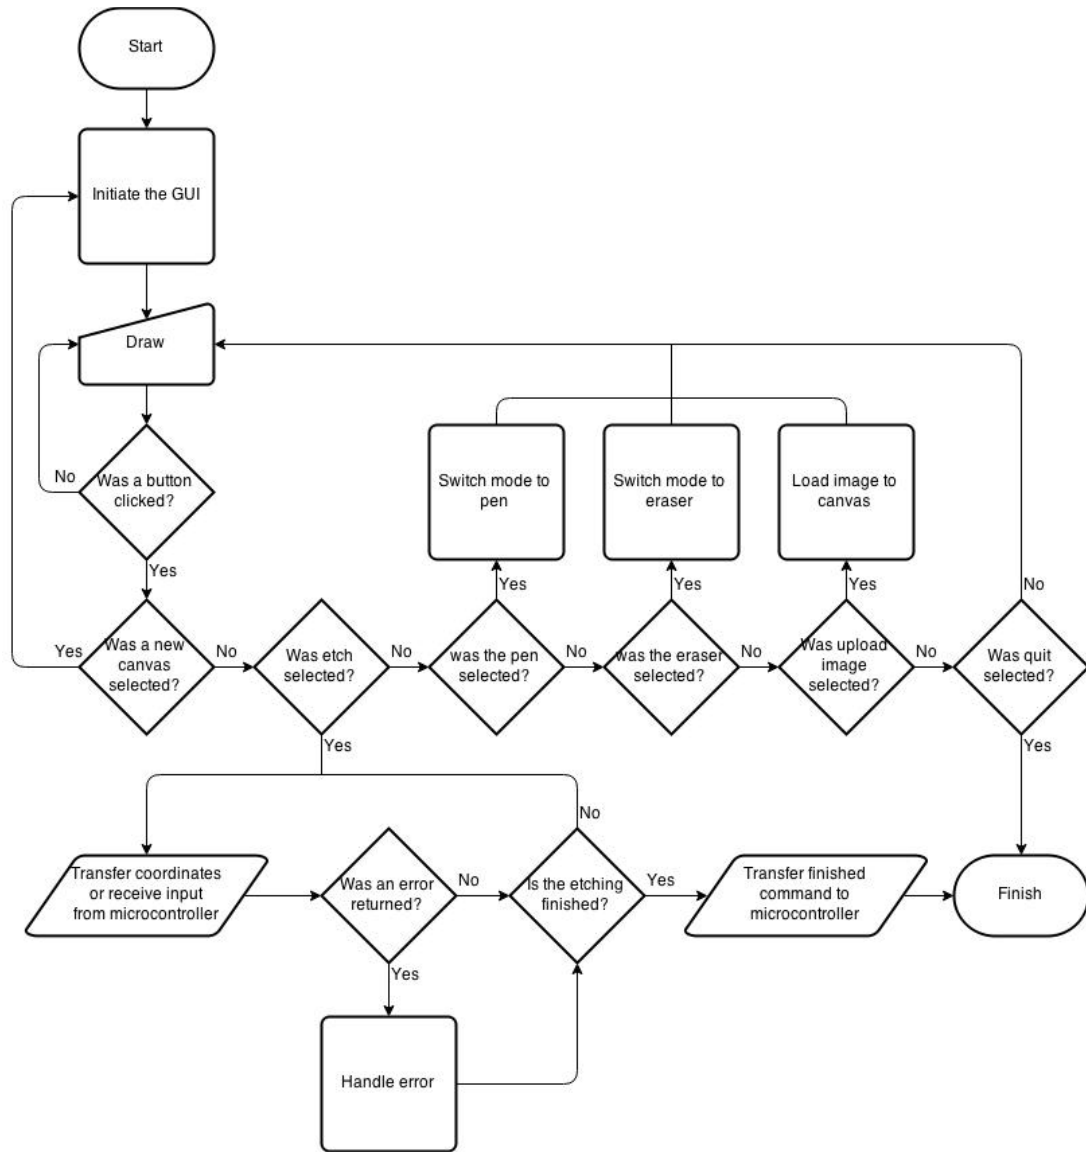 Start
Initiate the GUI
Draw
No
Was a button
clicked?
Yes
Switch mode to
pen
Switch mode to
eraser
Load image to
canvas
Yes
Yes
Yes
No
Yes
Was a new
canvas
selected?
No
Was etch
selected?
No
was the pen
selected?
No
was the eraser
selected?
No
Was upload
image
selected?
No
Was quit
selected?
Yes
Yes
No
Transfer coordinates
or receive input
from microcontroller
Was an error
returned?
No
Is the etching
finished?
Yes
Transfer finished
command to
microcontroller
Finish
Yes
Handle error